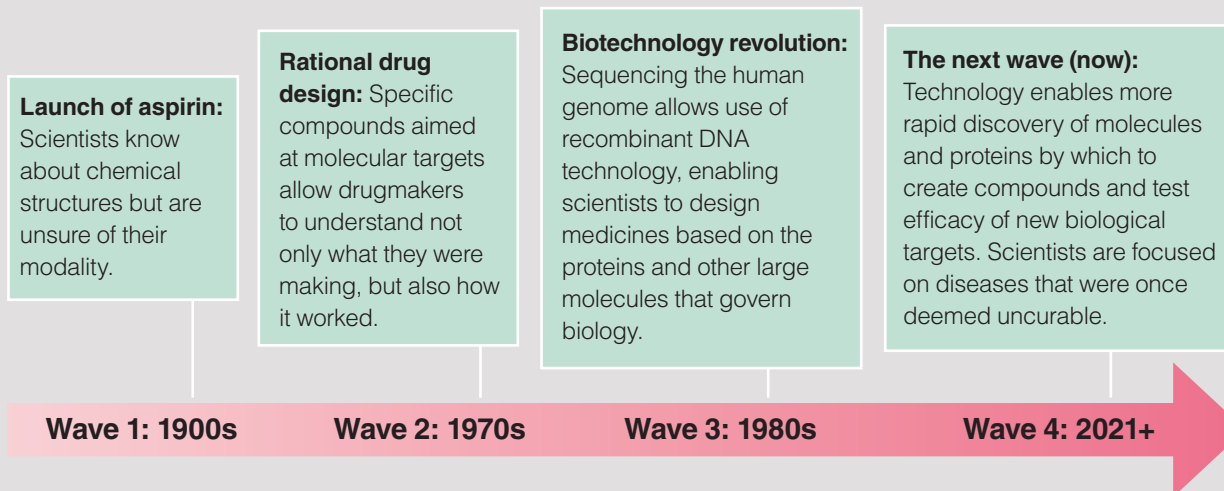 Launch of aspirin:
Scientists know
about chemical
structures but are
unsure of their
modality.
Rational drug
design: Specific
compounds aimed
at molecular targets
allow drugmakers
to understand not
only what they were
making, but also how
it worked.
Biotechnology revolution:
Sequencing the human
genome allows use of
recombinant DNA
technology, enabling
scientists to design
medicines based on the
proteins and other large
molecules that govern
biology.
The next wave (now):
Technology enables more
rapid discovery of molecules
and proteins by which to
create compounds and test
efficacy of new biological
targets. Scientists are focused
on diseases that were once
deemed uncurable.
Wave 1: 1900s
Wave 2: 1970s
Wave 3: 1980s
Wave 4: 2021+